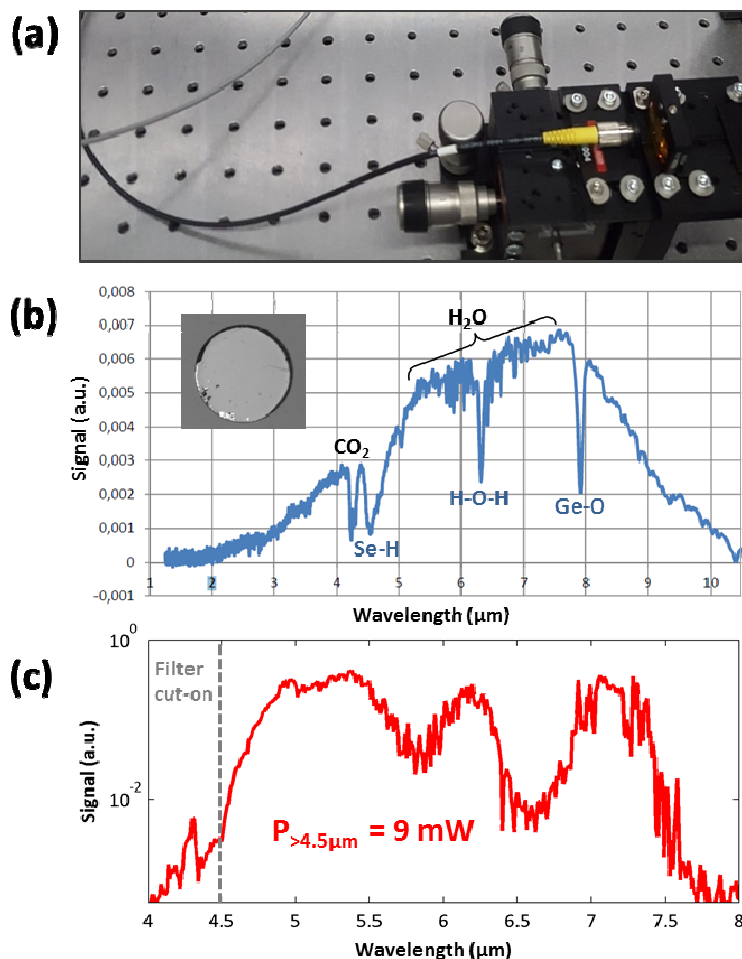 (a)
(b)
0,008
0,007
0,006
0,005
0,004
0,003
0,002
0,001
0
-0,001
Signal (a.u.)
H2O
CO2
Se-H
H-O-H
Ge-O
1 2 3 4 5 6 7 8 9 10
Wavelength (μm)
(c)
10^0
10^-2
Signal (a.u.)
Filter
cut-on
P>4.5μm = 9 mW
4 4.5 5 5.5 6 6.5 7 7.5 8
Wavelength (μm)